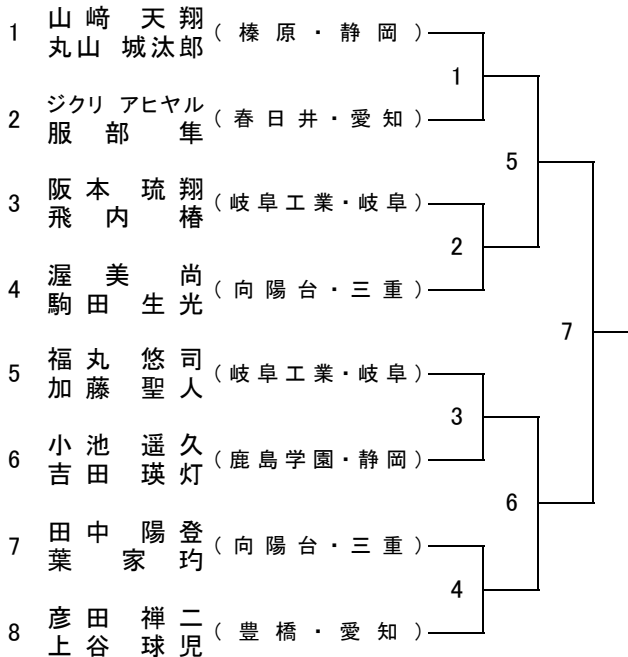 1 山﨑 天翔 (榛原・静岡)
丸山 城汰郎
1
2 ジクリ アヒヤル (春日井・愛知)
服部 隼
5
3 阪本 琉翔 (岐阜工業・岐阜)
飛内 椿
2
4 渥美 尚 (向陽台・三重)
駒田 生光
7
5 福丸 悠司 (岐阜工業・岐阜)
加藤 聖人
3
6 小池 遥久 (鹿島学園・静岡)
吉田 瑛灯
6
7 田中 陽登 (向陽台・三重)
葉 家玓
4
8 彦田 禅二 (豊橋・愛知)
上谷 球児